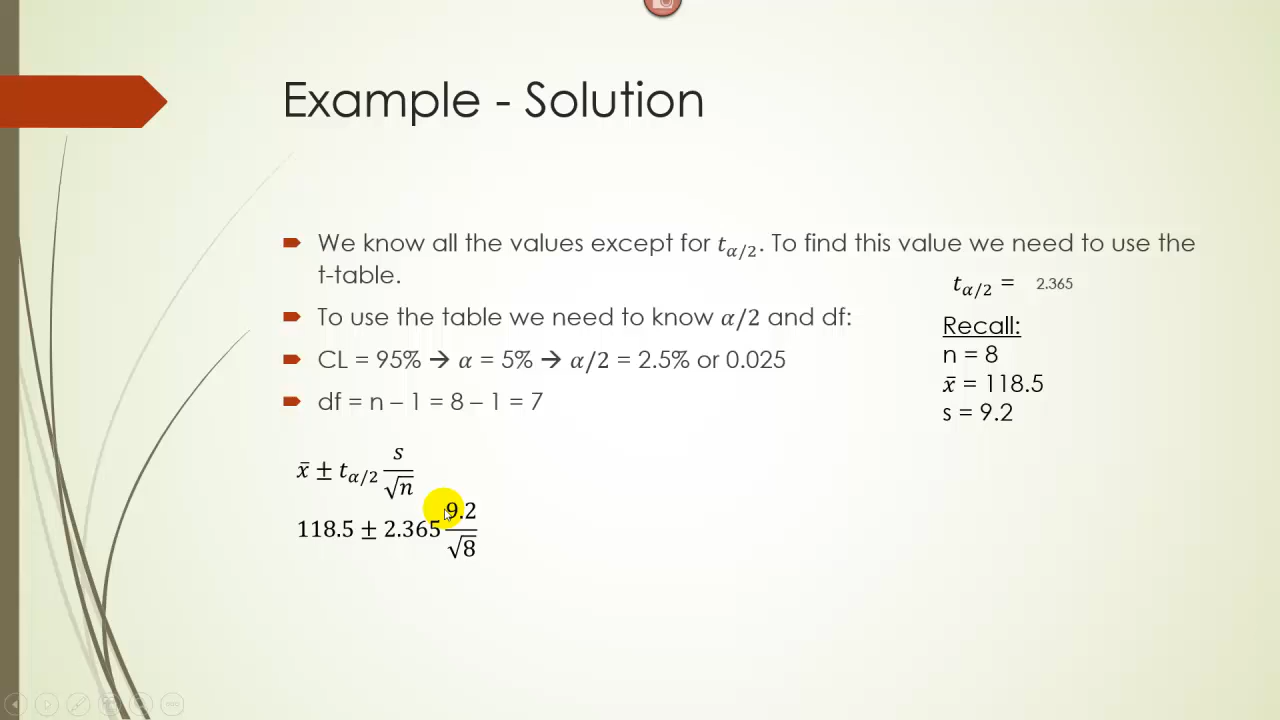 Example - Solution
We know all the values except for 𝑡𝛼/2. To find this value we need to use the
t-table.
𝑡𝛼/2 = 2.365
To use the table we need to know 𝛼/2 and df:
CL = 95% → 𝛼 = 5% → 𝛼/2 = 2.5% or 0.025
df = n – 1 = 8 – 1 = 7
Recall:
n = 8
x̄ = 118.5
s = 9.2
x̄ ± 𝑡𝛼/2 s/√n
118.5 ± 2.365 9.2/√8